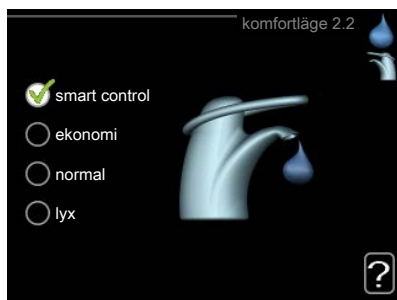 komfortläge 2.2
smart control
ekonomi
normal
lyx
?